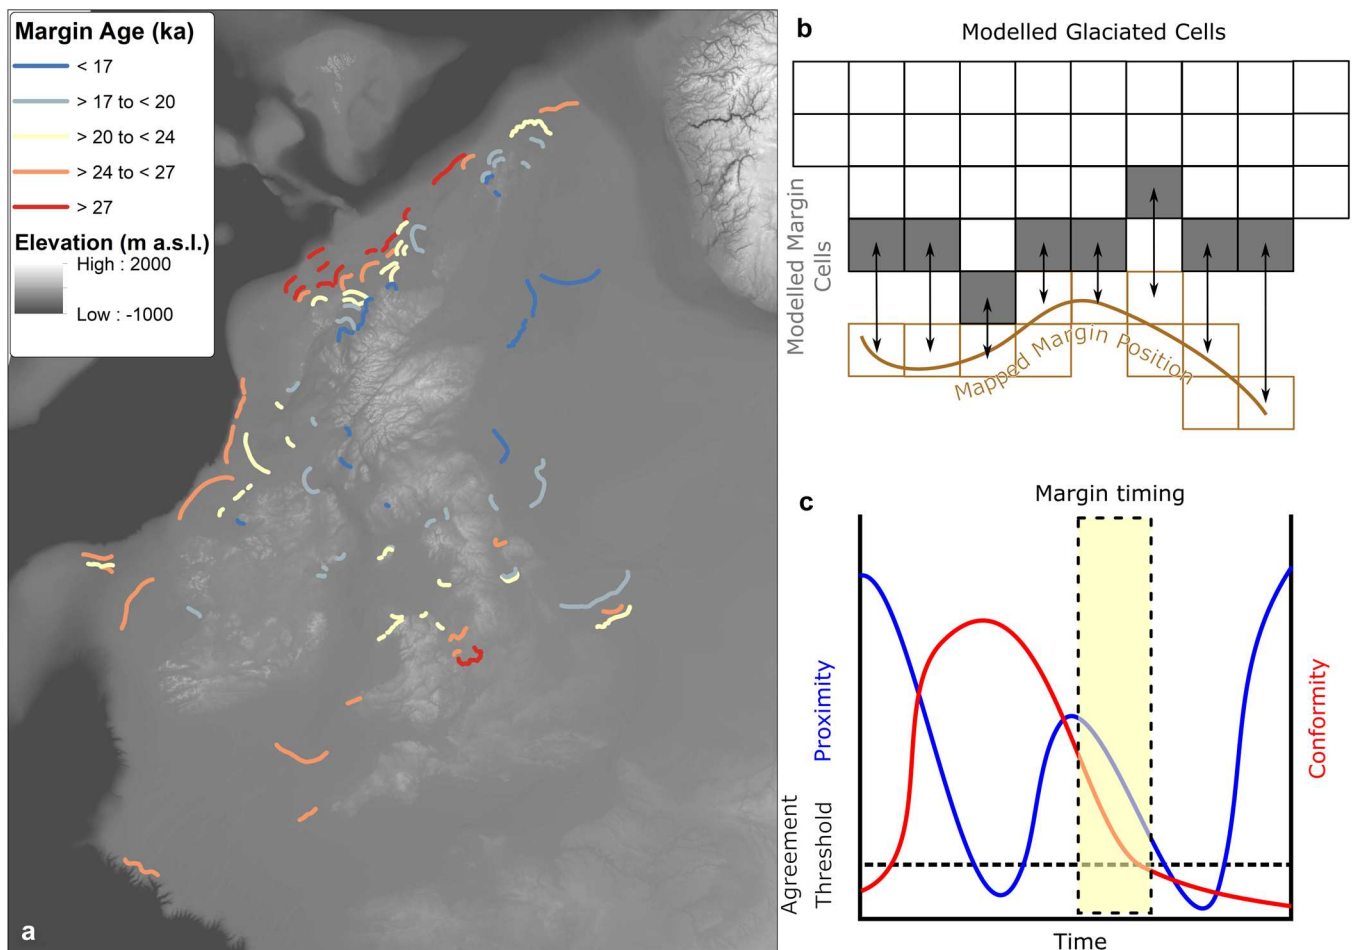 Margin Age (ka)
< 17
> 17 to < 20
> 20 to < 24
> 24 to < 27
> 27
Elevation (m a.s.l.)
High : 2000
Low : -1000
a
b
Modelled Glaciated Cells
Modelled Margin
Cells
Mapped Margin Position
c
Margin timing
Proximity
Conformity
Agreement
Threshold
Time